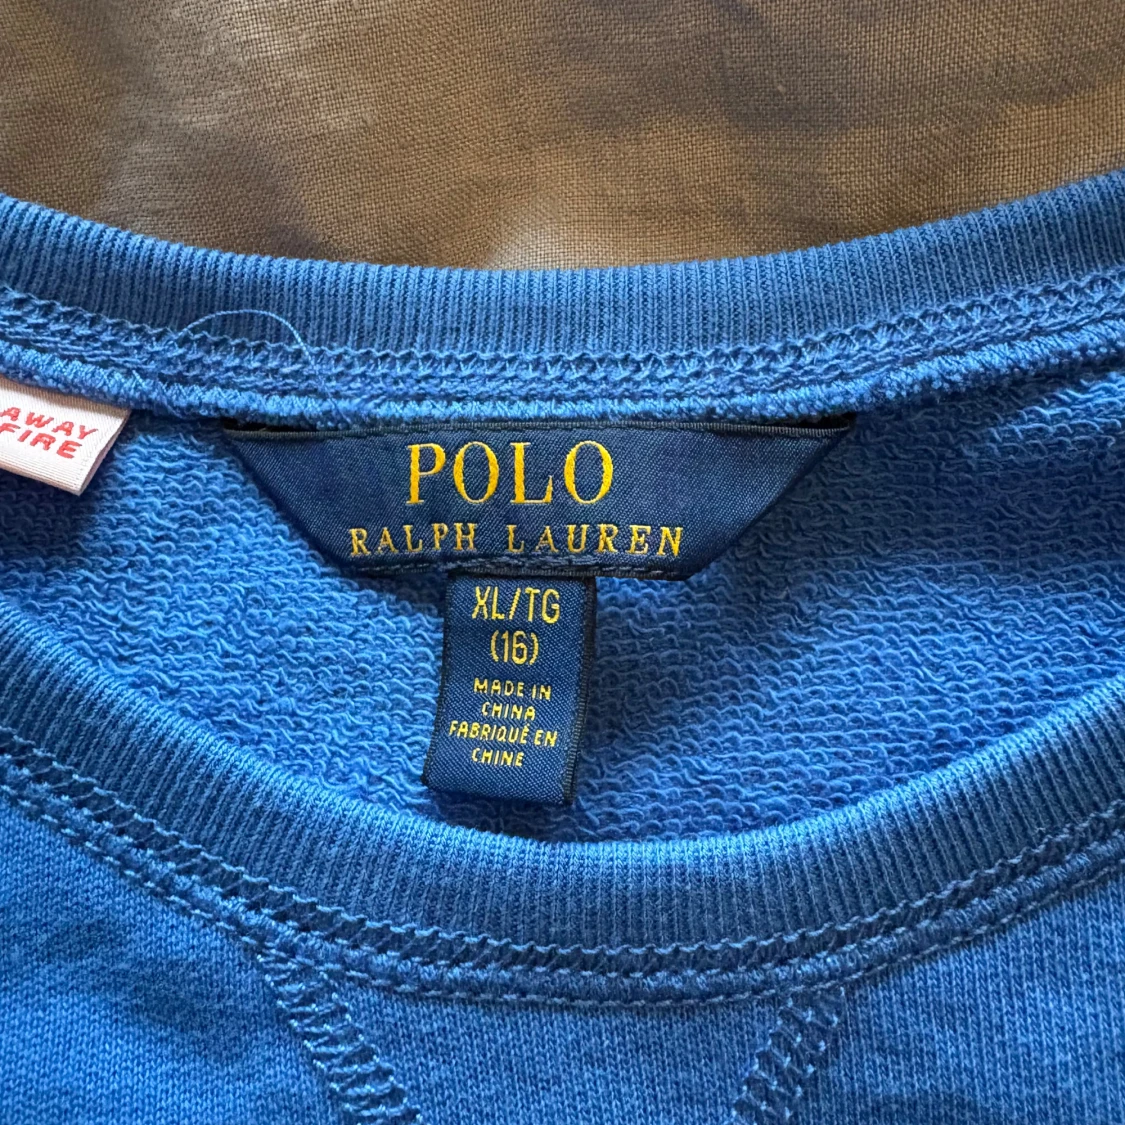 AWAY
FIRE
POLO
RALPH LAUREN
XL/TG
(16)
MADE IN
CHINA
FABRIQUÉ EN
CHINE